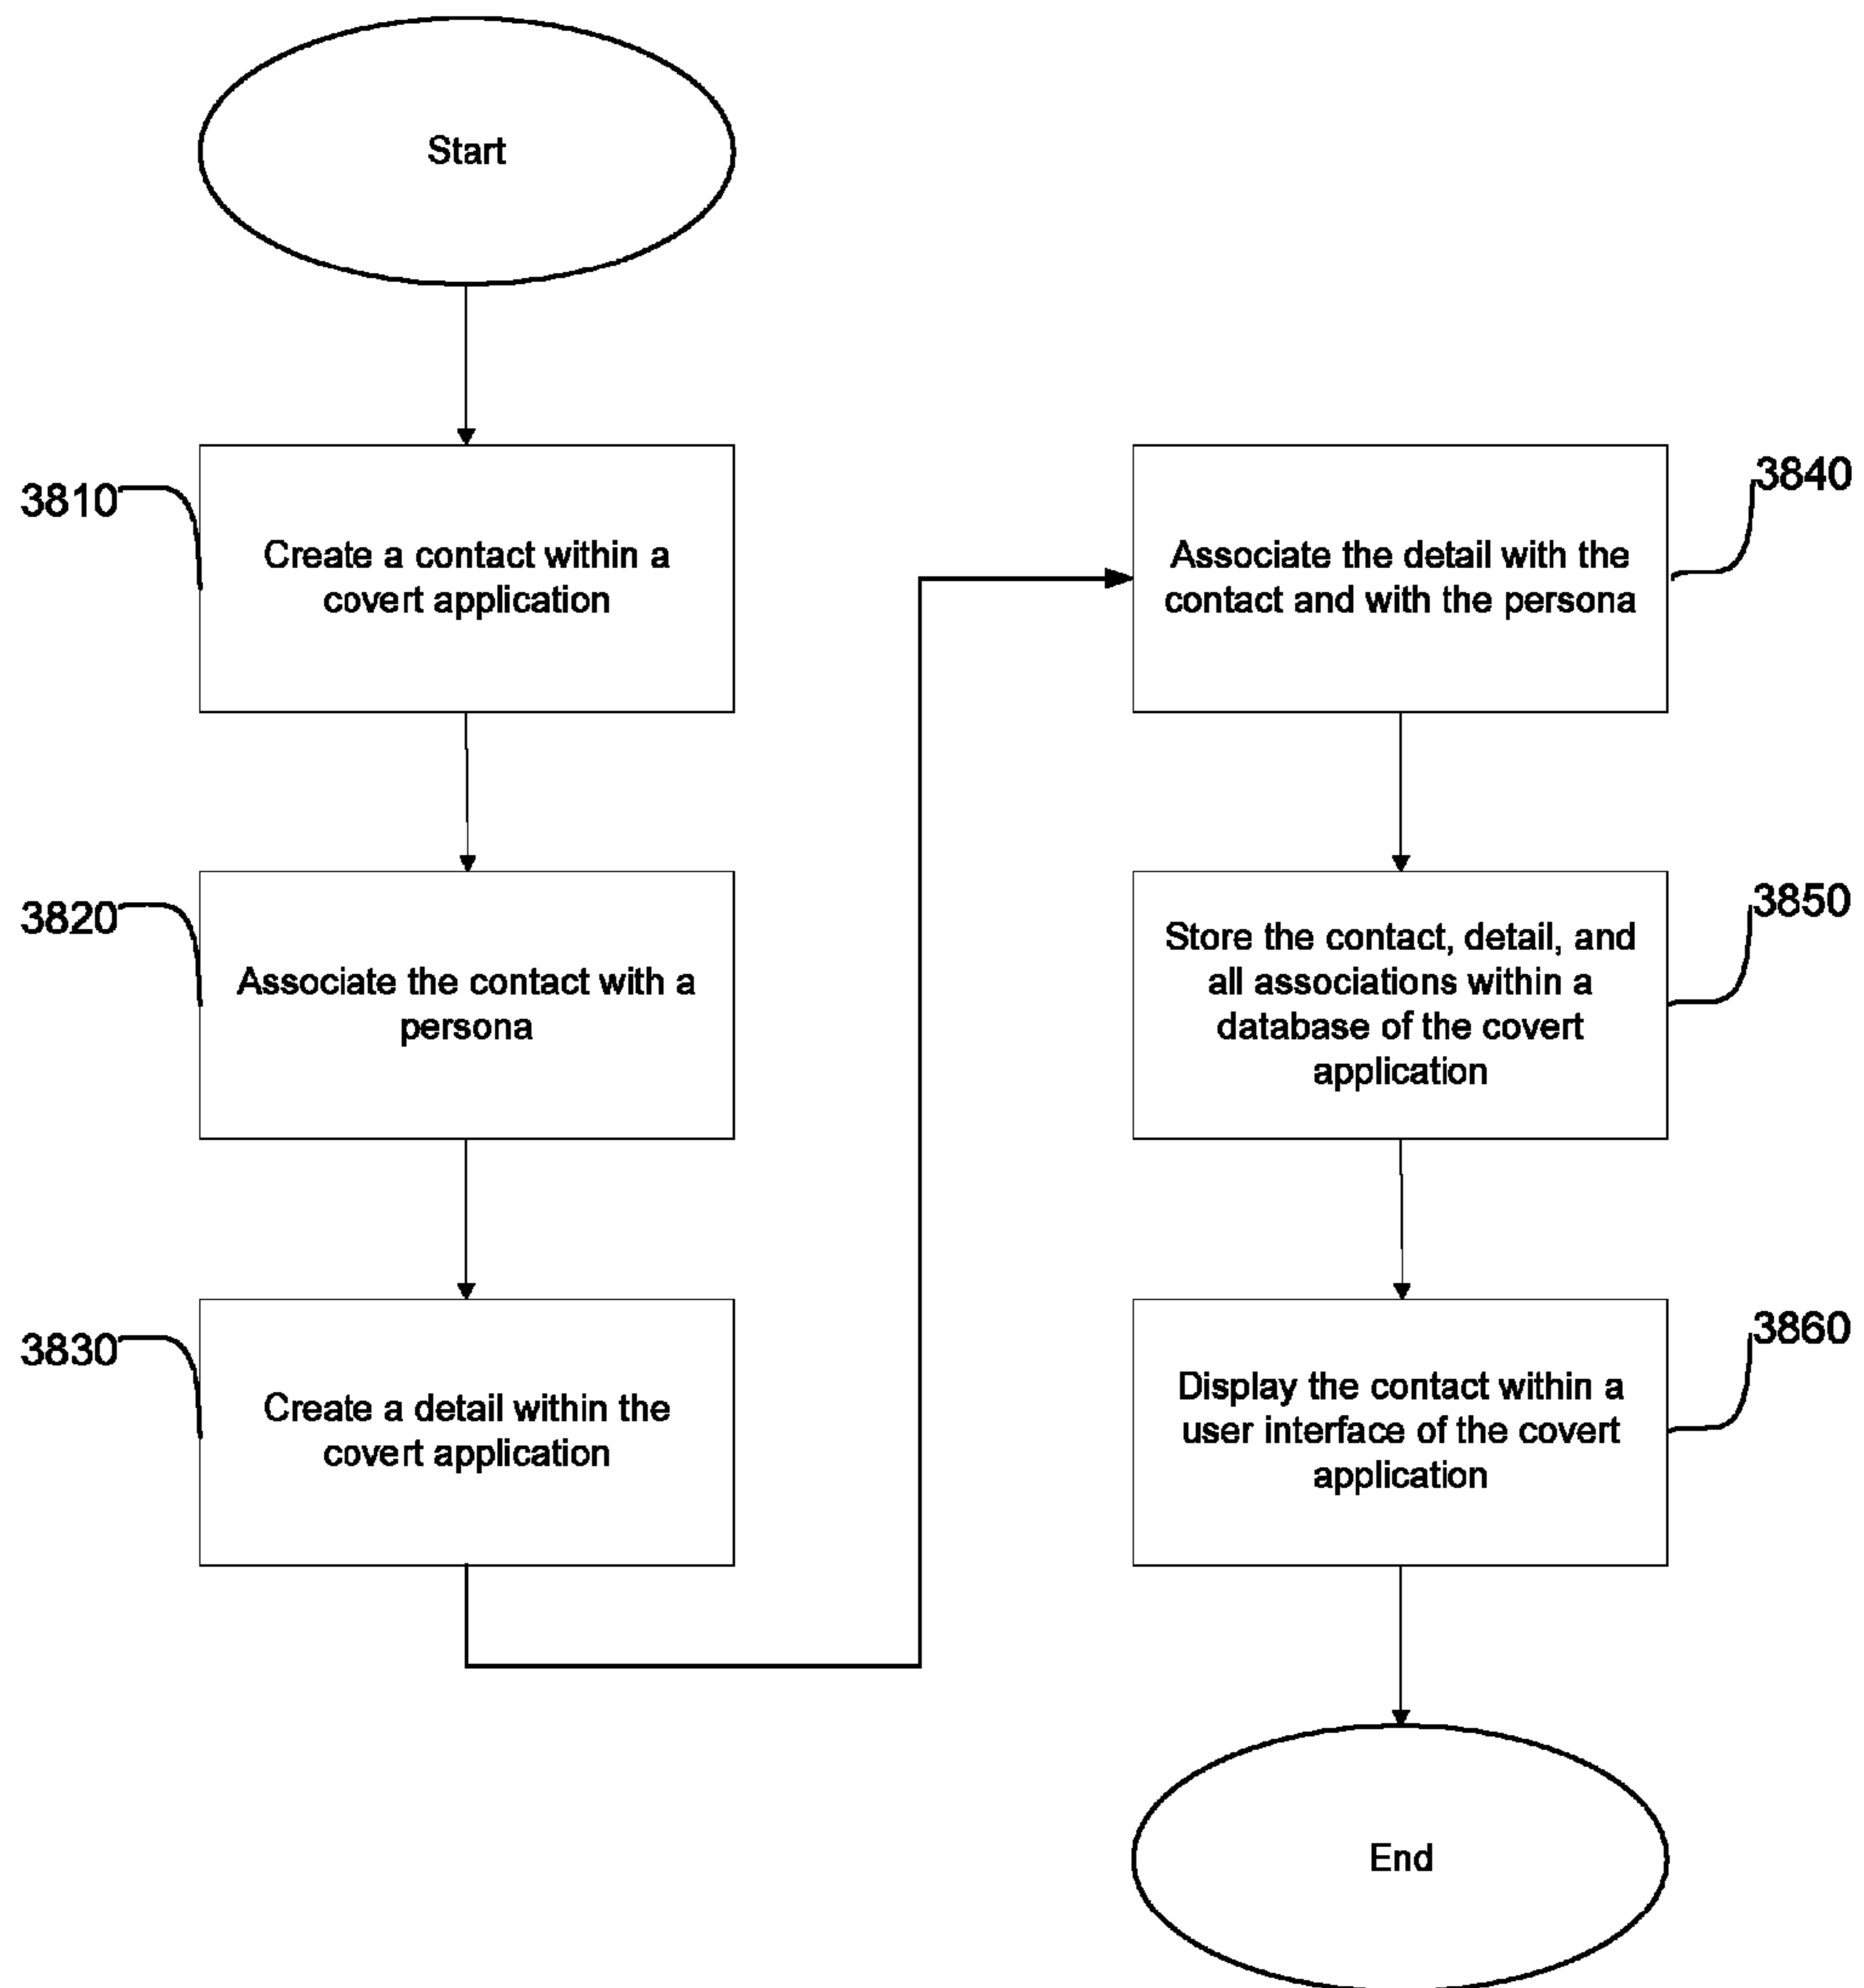 Start
3810
Create a contact within a
covert application
3820
Associate the contact with a
persona
3830
Create a detail within the
covert application
3840
Associate the detail with the
contact and with the persona
3850
Store the contact, detail, and
all associations within a
database of the covert
application
3860
Display the contact within a
user interface of the covert
application
End